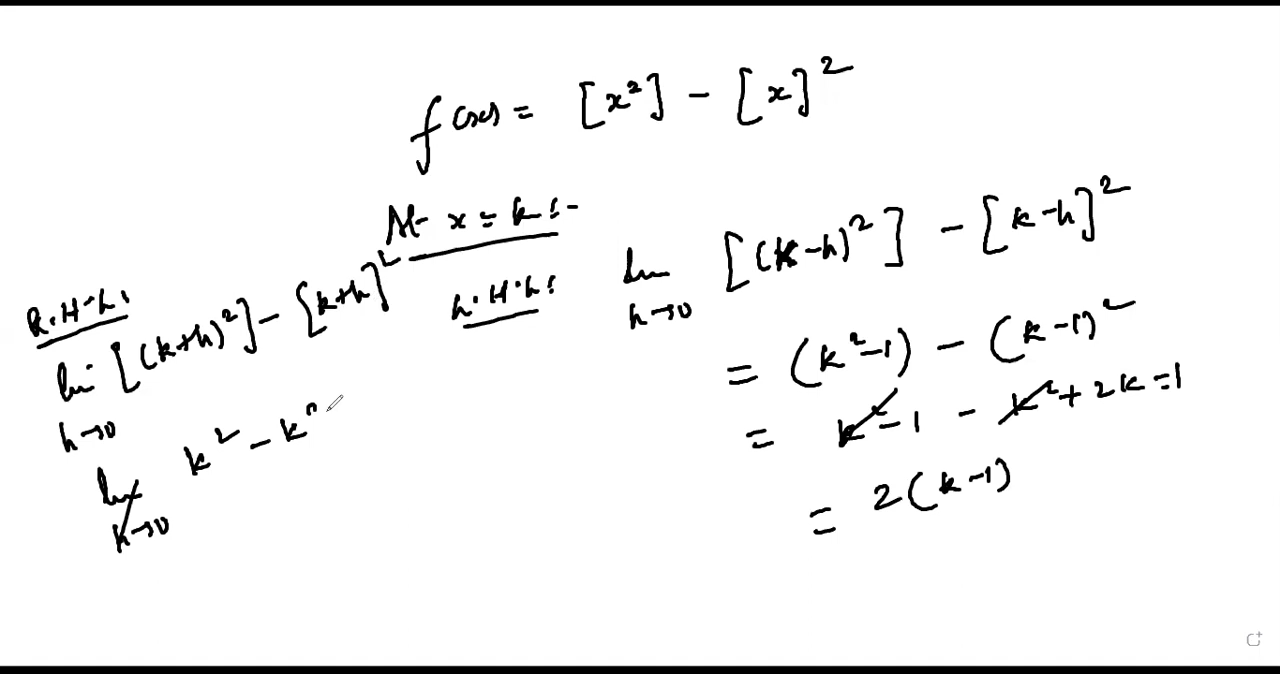 f(x) = [x²] - [x]²
At x = k :-
R.H.L.
lim h→0 [(k+h)²] - [k+h]²
lim h→0 k² - k²
L.H.L:
lim h→0 [(k-h)²] - [k-h]²
= (k²-1) - (k-1)²
= k² - 1 - k² + 2k = 1
= 2(k-1)